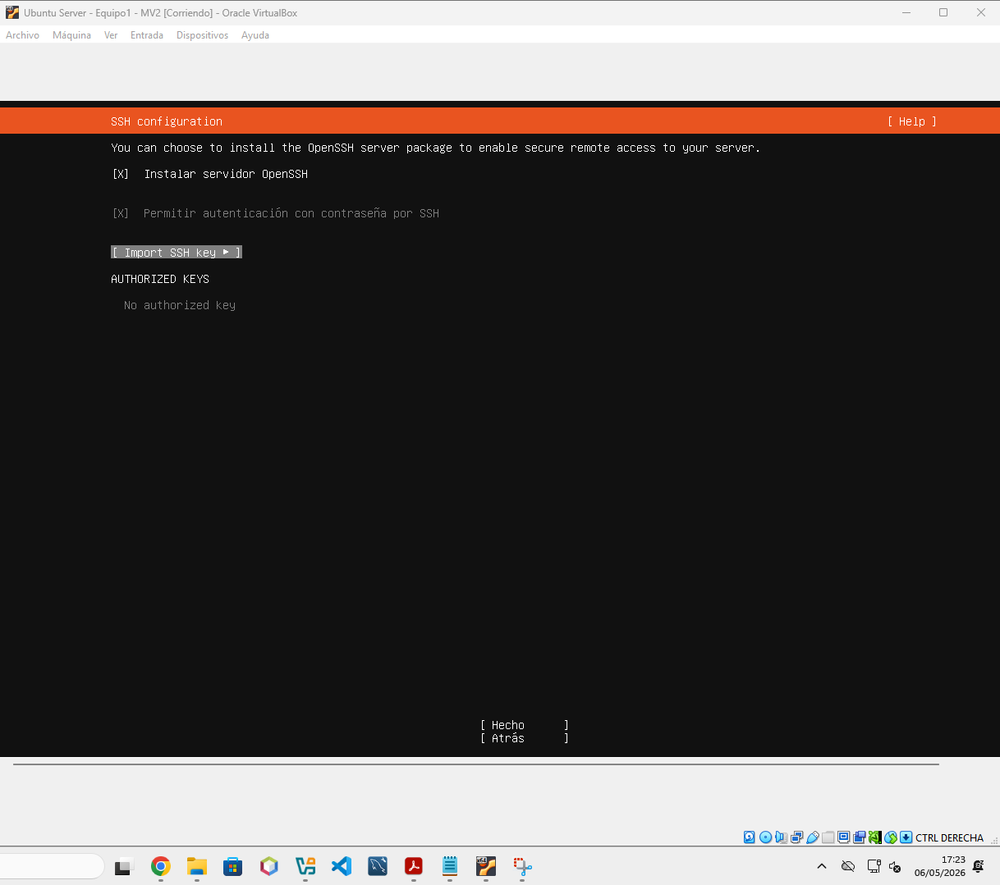 Ubuntu Server - Equipo1 - MV2 [Corriendo] - Oracle VirtualBox
Archivo Máquina Ver Entrada Dispositivos Ayuda
SSH configuration [ Help ]
You can choose to install the OpenSSH server package to enable secure remote access to your server.
[X] Instalar servidor OpenSSH
[X] Permitir autenticación con contraseña por SSH
[ Import SSH key ▸ ]
AUTHORIZED KEYS
No authorized key
[ Hecho ]
[ Atrás ]
CTRL DERECHA
17:23
06/05/2026